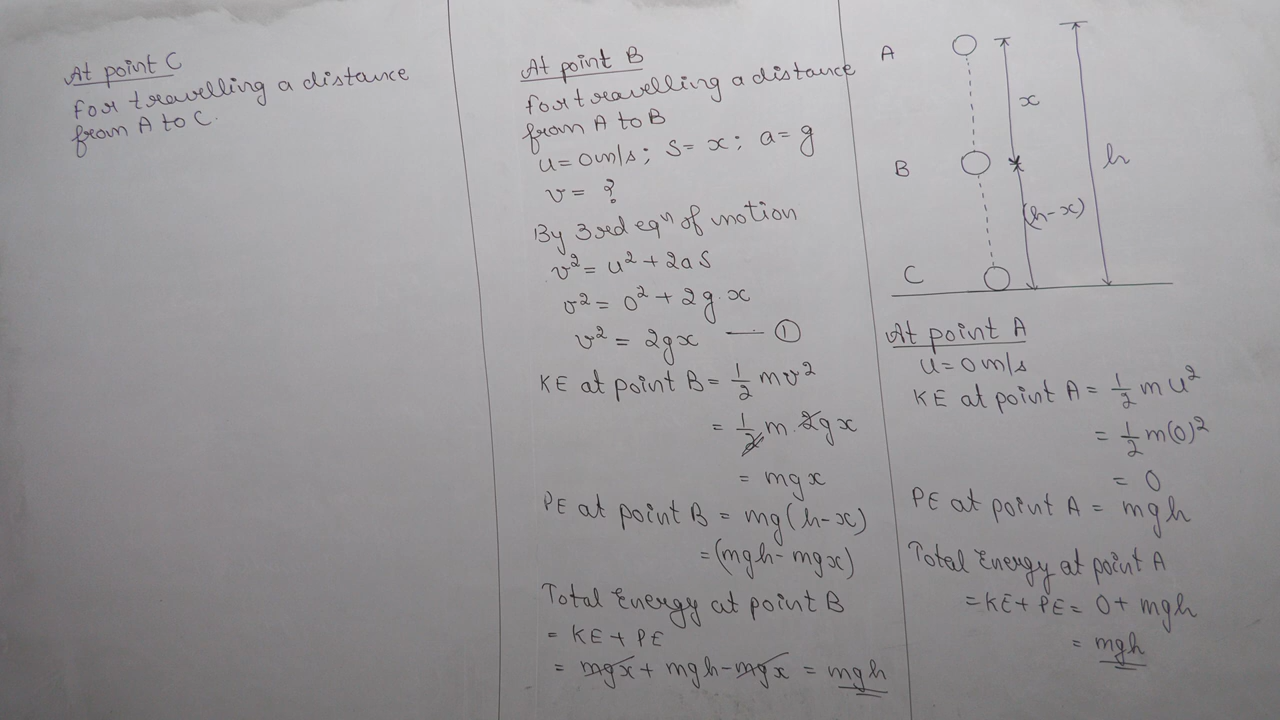 At point C
For travelling a distance
from A to C.
At point B
For travelling a distance
from A to B
u = 0 m/s ; S = x ; a = g
v = ?
By 3rd eqⁿ of motion
v² = u² + 2aS
v² = 0² + 2g.x
v² = 2gx — ①
KE at point B = 1/2 mv²
= 1/2 m.2gx
= mgx
PE at point B = mg(h-x)
= (mgh - mgx)
Total Energy at point B
= KE + PE
= mgx + mgh - mgx = mgh
A
x
B
h
(h-x)
C
At point A
u = 0 m/s
KE at point A = 1/2 mu²
= 1/2 m(0)²
= 0
PE at point A = mgh
Total Energy at point A
= KE + PE = 0 + mgh
= mgh